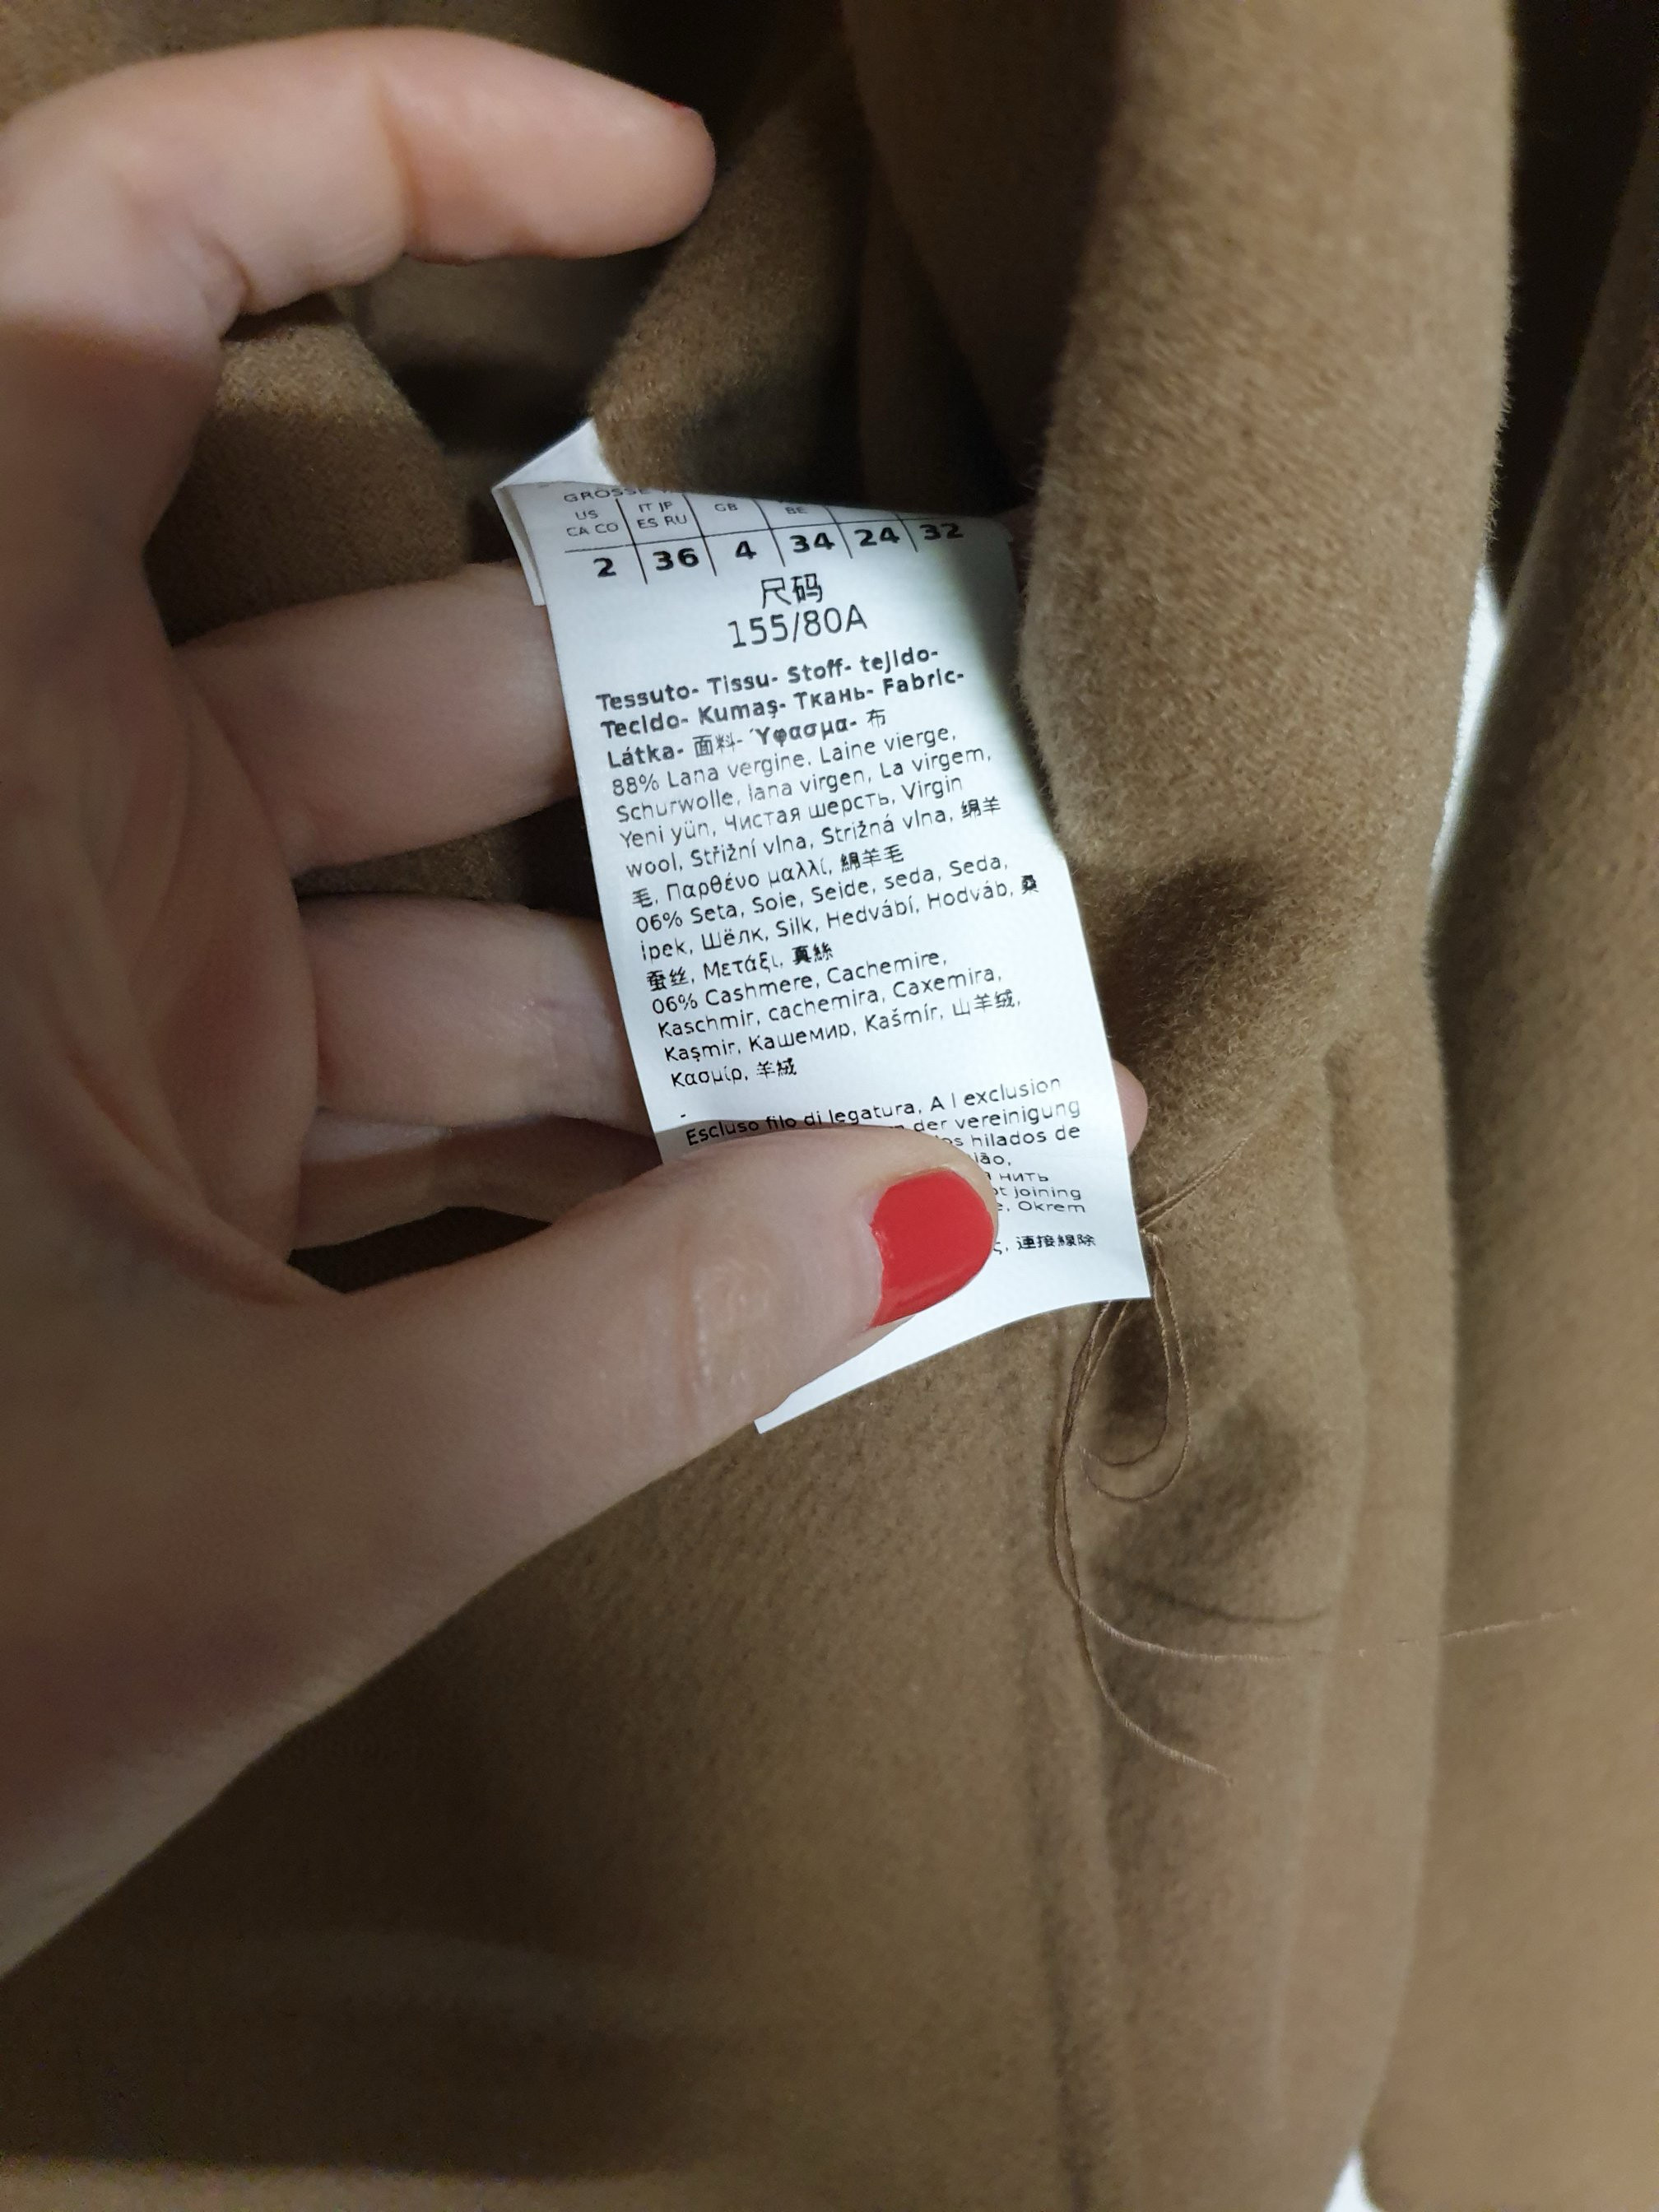 GRÖSSE
US IT JP GB BE
CA CO ES RU
2 36 4 34 24 32
尺码
155/80A
Tessuto- Tissu- Stoff- tejido-
Tecido- Kumaş- Ткань- Fabric-
Látka- 面料- Ύφασμα- 布
88% Lana vergine, Laine vierge,
Schurwolle, lana virgen, La virgem,
Yeni yün, Чистая шерсть, Virgin
wool, Střižní vlna, Strižná vlna, 绵羊
毛, Παρθένο μαλλί, 綿羊毛
06% Seta, Soie, Seide, seda, Seda,
İpek, Шёлк, Silk, Hedvábí, Hodváb, 桑
蚕丝, Μετάξι, 真絲
06% Cashmere, Cachemire,
Kaschmir, cachemira, Caxemira,
Kaşmir, Кашемир, Kašmír, 山羊绒,
Κασμίρ, 羊絨
-
Escluso filo di legatura, A l exclusion
der vereinigung
hilados de
нить
joining
Okrem
連接線除